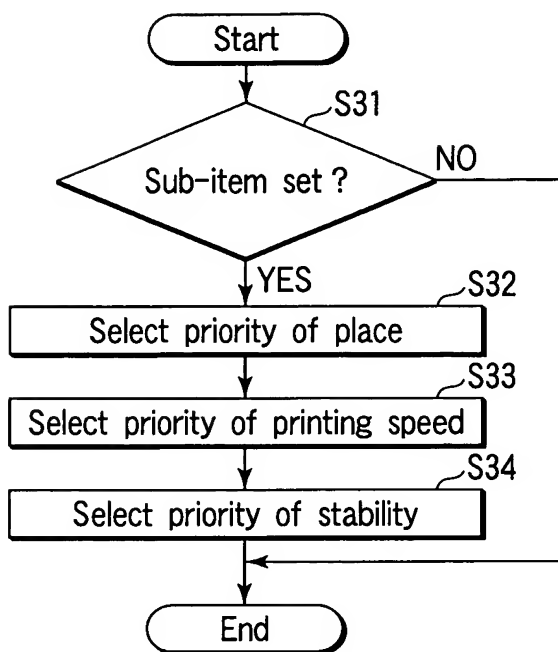 Start
S31
Sub-item set ?
NO
YES
S32
Select priority of place
S33
Select priority of printing speed
S34
Select priority of stability
End